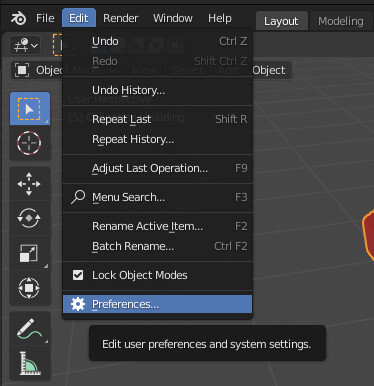 File Edit Render Window Help Layout Modeling
Undo Ctrl Z
Redo Shift Ctrl Z
Object
Object
User Perspective
Undo History...
Repeat Last Shift R
Repeat History...
Adjust Last Operation... F9
Menu Search... F3
Rename Active Item... F2
Batch Rename... Ctrl F2
Lock Object Modes
Preferences...
Edit user preferences and system settings.